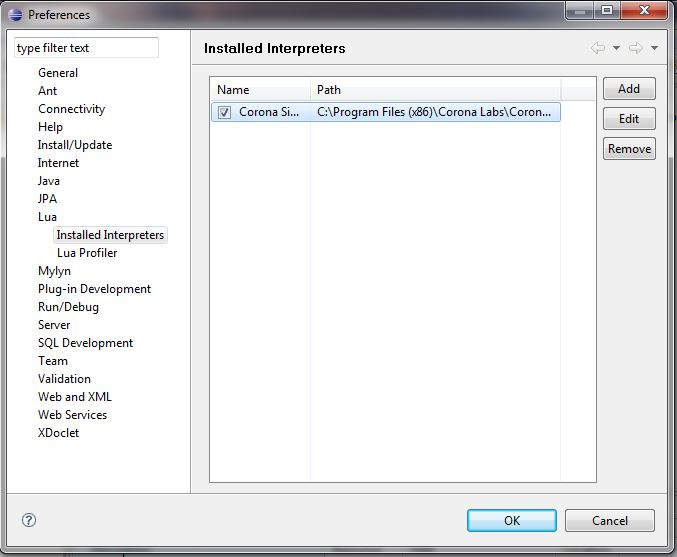 Preferences
type filter text
General
Ant
Connectivity
Help
Install/Update
Internet
Java
JPA
Lua
Installed Interpreters
Lua Profiler
Mylyn
Plug-in Development
Run/Debug
Server
SQL Development
Team
Validation
Web and XML
Web Services
XDoclet
Installed Interpreters
Name Path
Corona Si... C:\Program Files (x86)\Corona Labs\Coron...
Add
Edit
Remove
?
OK Cancel